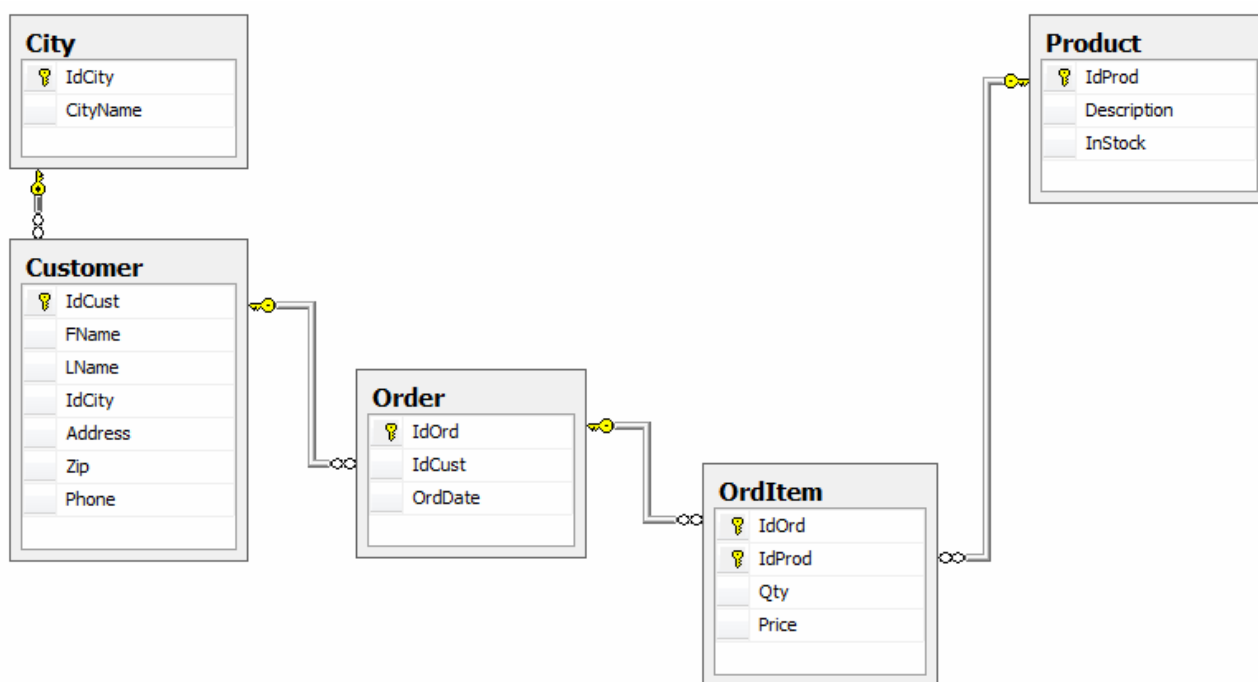 City
IdCity
CityName
Product
IdProd
Description
InStock
Customer
IdCust
FName
LName
IdCity
Address
Zip
Phone
Order
IdOrd
IdCust
OrdDate
OrdItem
IdOrd
IdProd
Qty
Price